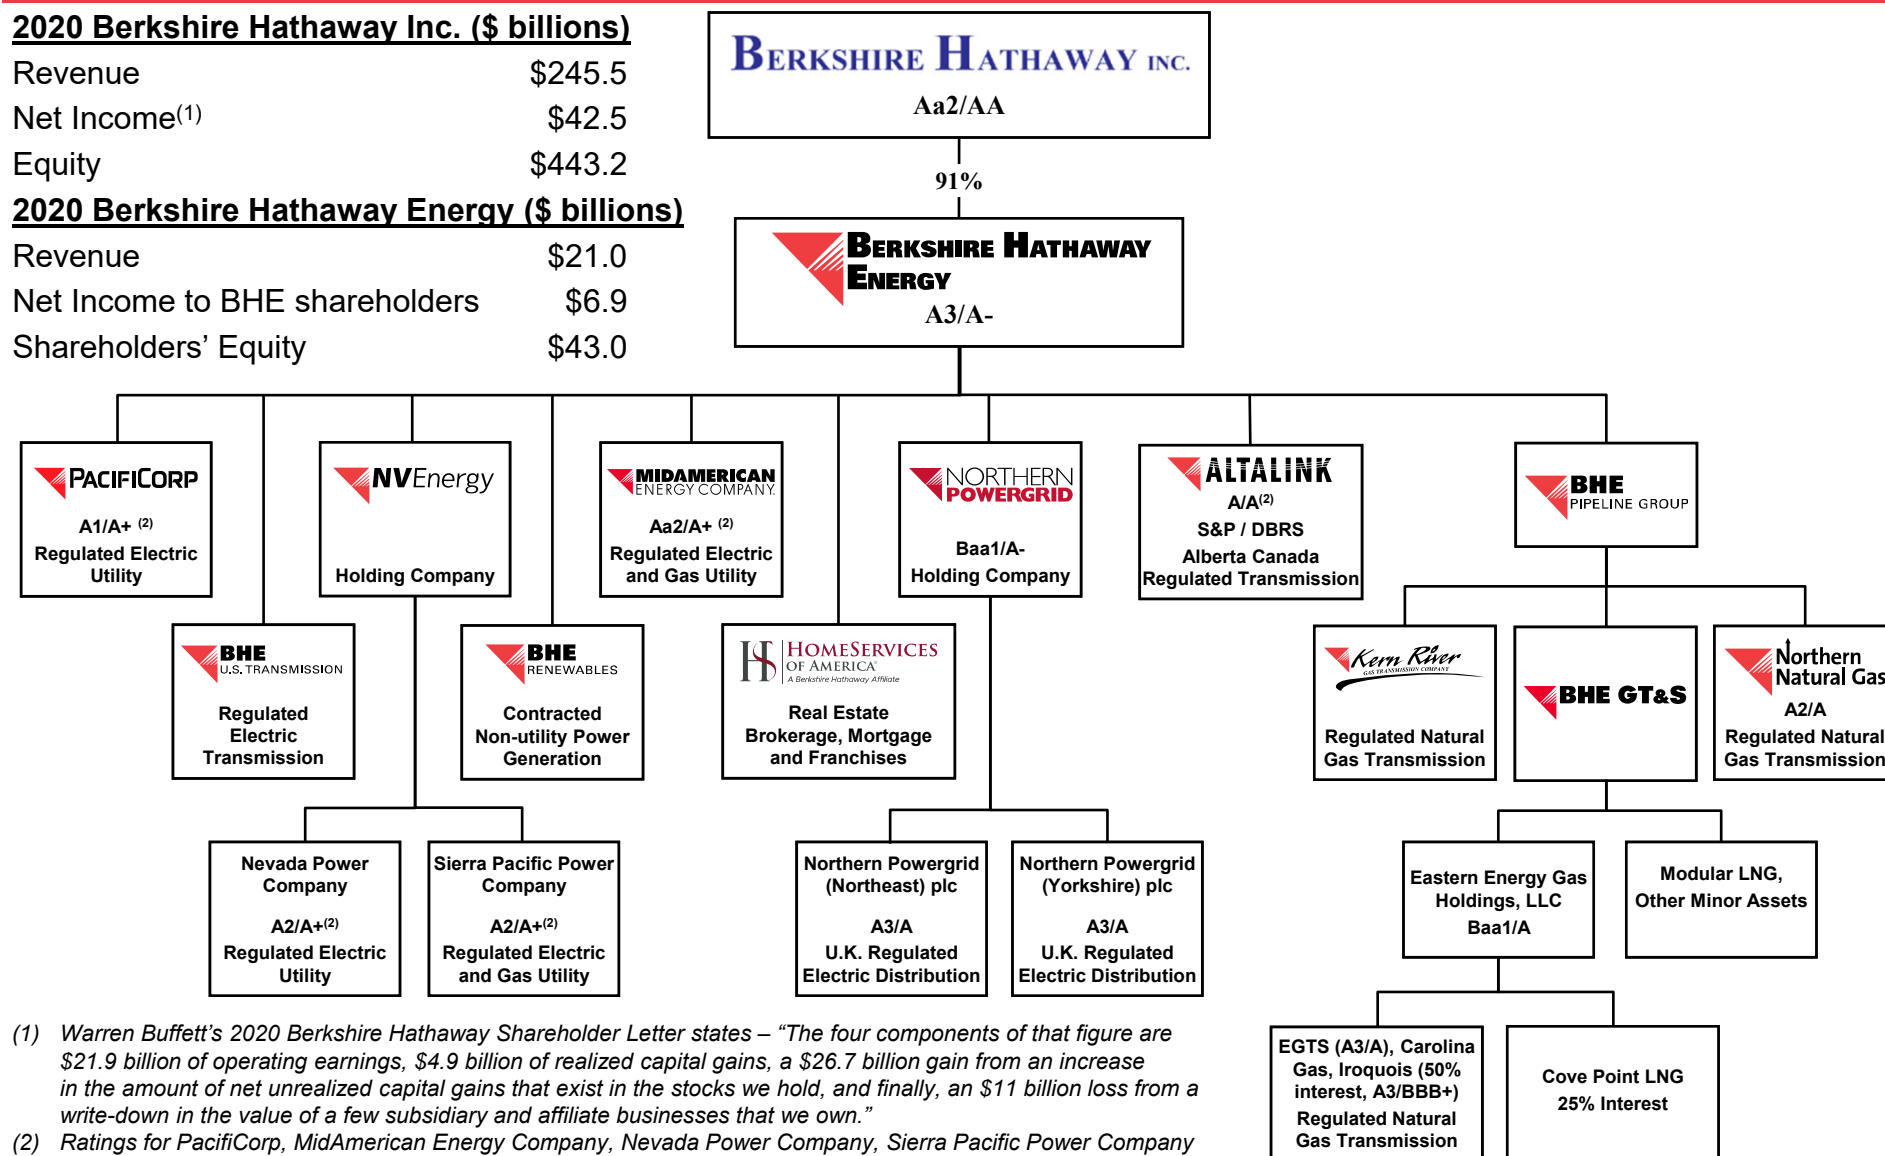 2020 Berkshire Hathaway Inc. ($ billions)
Revenue $245.5
Net Income(1) $42.5
Equity $443.2
2020 Berkshire Hathaway Energy ($ billions)
Revenue $21.0
Net Income to BHE shareholders $6.9
Shareholders' Equity $43.0
BERKSHIRE HATHAWAY INC.
Aa2/AA
91%
BERKSHIRE HATHAWAY
ENERGY
A3/A-
PACIFICORP
A1/A+ (2)
Regulated Electric
Utility
NVEnergy
Holding Company
MIDAMERICAN
ENERGY COMPANY.
Aa2/A+ (2)
Regulated Electric
and Gas Utility
NORTHERN
POWERGRID
Baa1/A-
Holding Company
ALTALINK
A/A(2)
S&P / DBRS
Alberta Canada
Regulated Transmission
BHE
PIPELINE GROUP
BHE
U.S. TRANSMISSION
Regulated
Electric
Transmission
BHE
RENEWABLES
Contracted
Non-utility Power
Generation
HS HOMESERVICES
OF AMERICA
A Berkshire Hathaway Affiliate
Real Estate
Brokerage, Mortgage
and Franchises
Kern River
GAS TRANSMISSION COMPANY
Regulated Natural
Gas Transmission
BHE GT&S
Northern
Natural Gas
A2/A
Regulated Natural
Gas Transmission
Nevada Power
Company
A2/A+(2)
Regulated Electric
Utility
Sierra Pacific Power
Company
A2/A+(2)
Regulated Electric
and Gas Utility
Northern Powergrid
(Northeast) plc
A3/A
U.K. Regulated
Electric Distribution
Northern Powergrid
(Yorkshire) plc
A3/A
U.K. Regulated
Electric Distribution
Eastern Energy Gas
Holdings, LLC
Baa1/A
Modular LNG,
Other Minor Assets
EGTS (A3/A), Carolina
Gas, Iroquois (50%
interest, A3/BBB+)
Regulated Natural
Gas Transmission
Cove Point LNG
25% Interest
(1) Warren Buffett's 2020 Berkshire Hathaway Shareholder Letter states – "The four components of that figure are
$21.9 billion of operating earnings, $4.9 billion of realized capital gains, a $26.7 billion gain from an increase
in the amount of net unrealized capital gains that exist in the stocks we hold, and finally, an $11 billion loss from a
write-down in the value of a few subsidiary and affiliate businesses that we own."
(2) Ratings for PacifiCorp, MidAmerican Energy Company, Nevada Power Company, Sierra Pacific Power Company